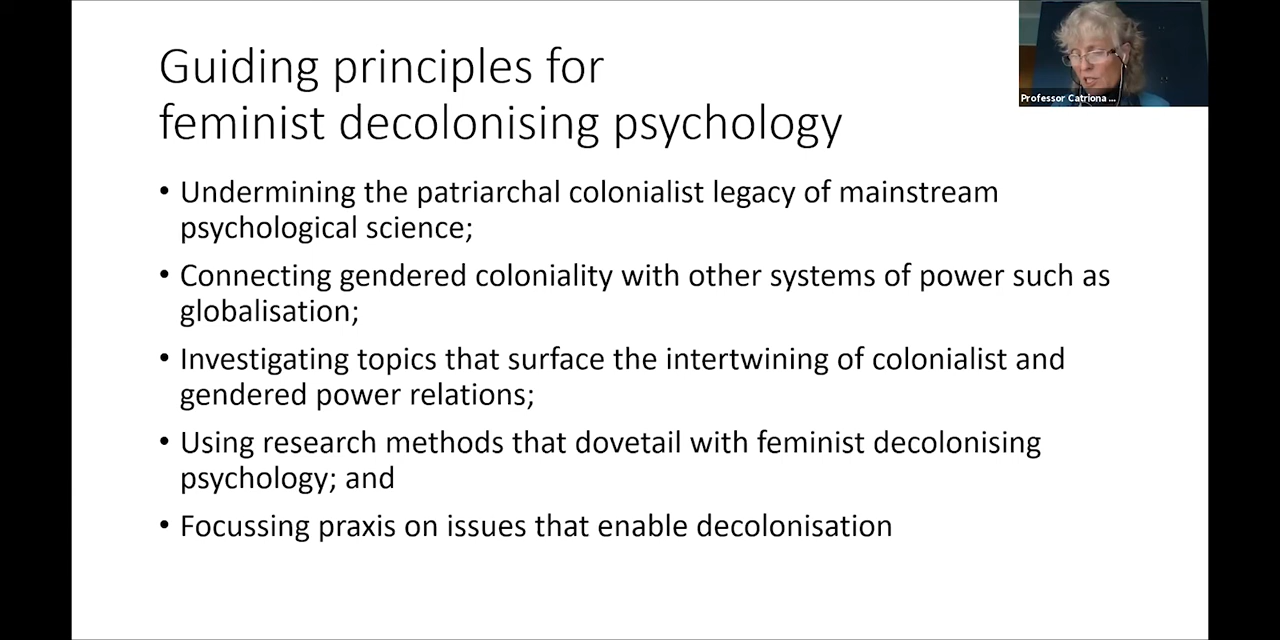 Guiding principles for
feminist decolonising psychology
Professor Catriona ...
• Undermining the patriarchal colonialist legacy of mainstream
psychological science;
• Connecting gendered coloniality with other systems of power such as
globalisation;
• Investigating topics that surface the intertwining of colonialist and
gendered power relations;
• Using research methods that dovetail with feminist decolonising
psychology; and
• Focussing praxis on issues that enable decolonisation